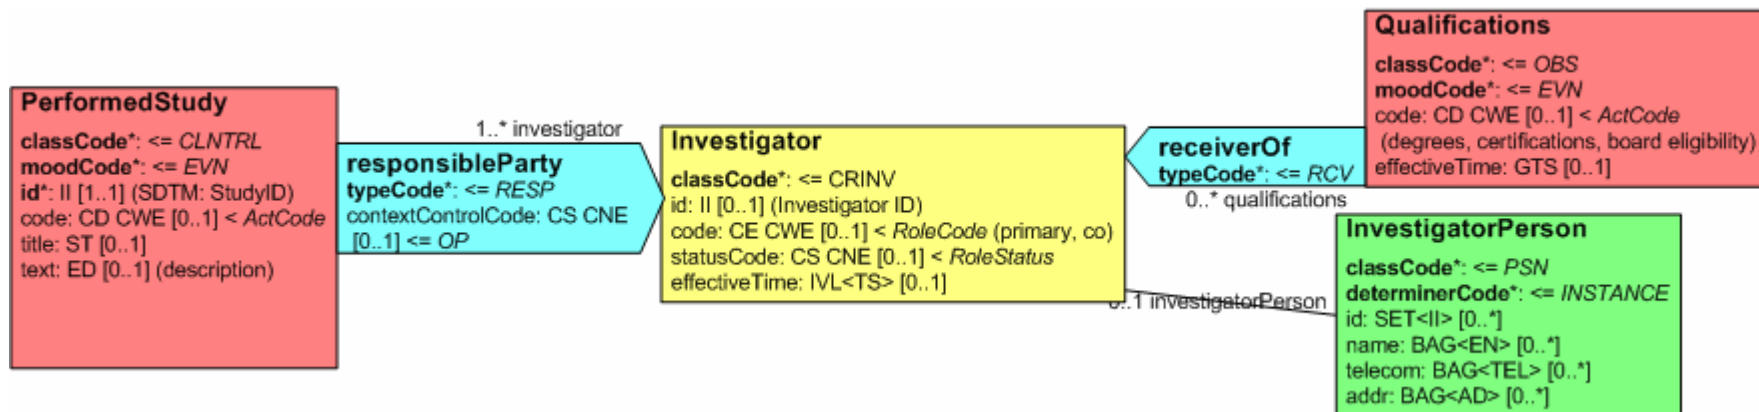 PerformedStudy
classCode*: <= CLNTRL
moodCode*: <= EVN
id*: II [1..1] (SDTM: StudyID)
code: CD CWE [0..1] < ActCode
title: ST [0..1]
text: ED [0..1] (description)
1..* investigator
responsibleParty
typeCode*: <= RESP
contextControlCode: CS CNE
[0..1] <= OP
Investigator
classCode*: <= CRINV
id: II [0..1] (Investigator ID)
code: CE CWE [0..1] < RoleCode (primary, co)
statusCode: CS CNE [0..1] < RoleStatus
effectiveTime: IVL<TS> [0..1]
receiverOf
typeCode*: <= RCV
0..* qualifications
Qualifications
classCode*: <= OBS
moodCode*: <= EVN
code: CD CWE [0..1] < ActCode
(degrees, certifications, board eligibility)
effectiveTime: GTS [0..1]
0..1 investigatorPerson
InvestigatorPerson
classCode*: <= PSN
determinerCode*: <= INSTANCE
id: SET<II> [0..*]
name: BAG<EN> [0..*]
telecom: BAG<TEL> [0..*]
addr: BAG<AD> [0..*]